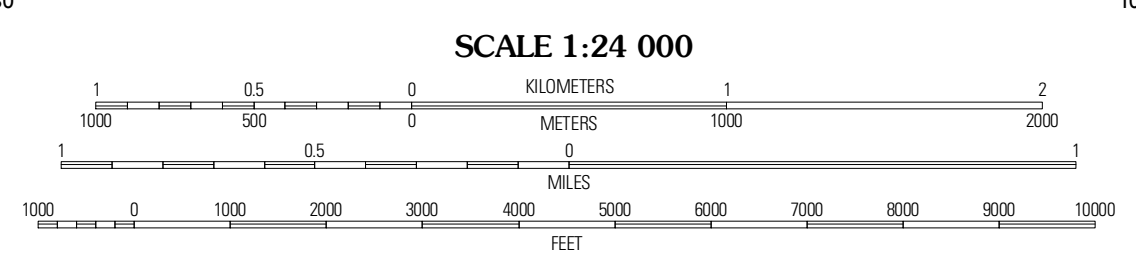 SCALE 1:24 000
1 0.5 0 KILOMETERS 1 2
1000 500 0 METERS 1000 2000
1 0.5 0 1
MILES
1000 0 1000 2000 3000 4000 5000 6000 7000 8000 9000 10000
FEET